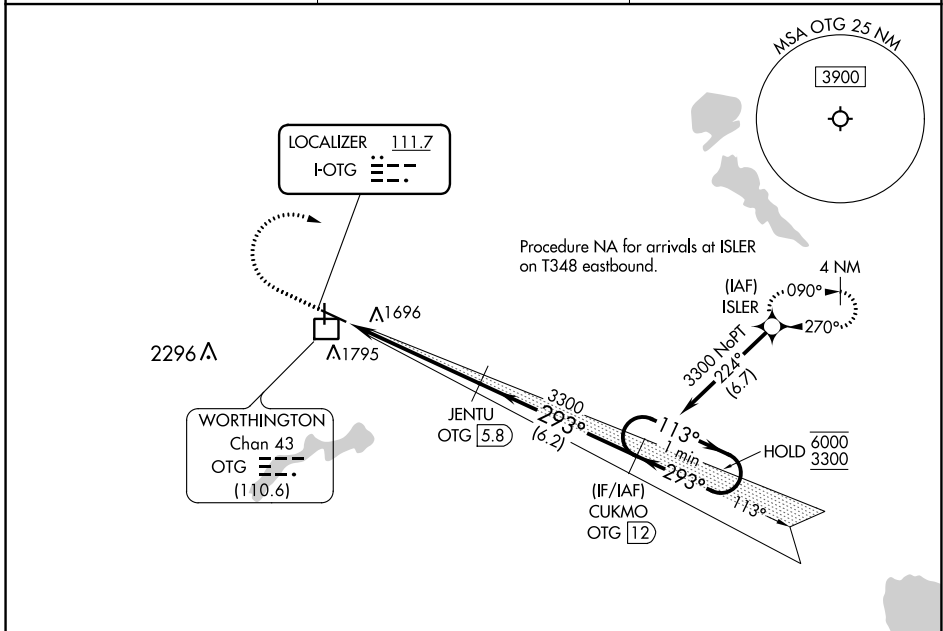 MSA OTG 25 NM
3900
LOCALIZER 111.7
I-OTG
Procedure NA for arrivals at ISLER
on T348 eastbound.
4 NM
(IAF)
ISLER
090°
270°
3300 NoPT
224°
(6.7)
1696
1795
2296
WORTHINGTON
Chan 43
OTG
(110.6)
JENTU
OTG 5.8
3300
293°
(6.2)
113°
1 min
293°
HOLD 6000
3300
113°
(IF/IAF)
CUKMO
OTG 12